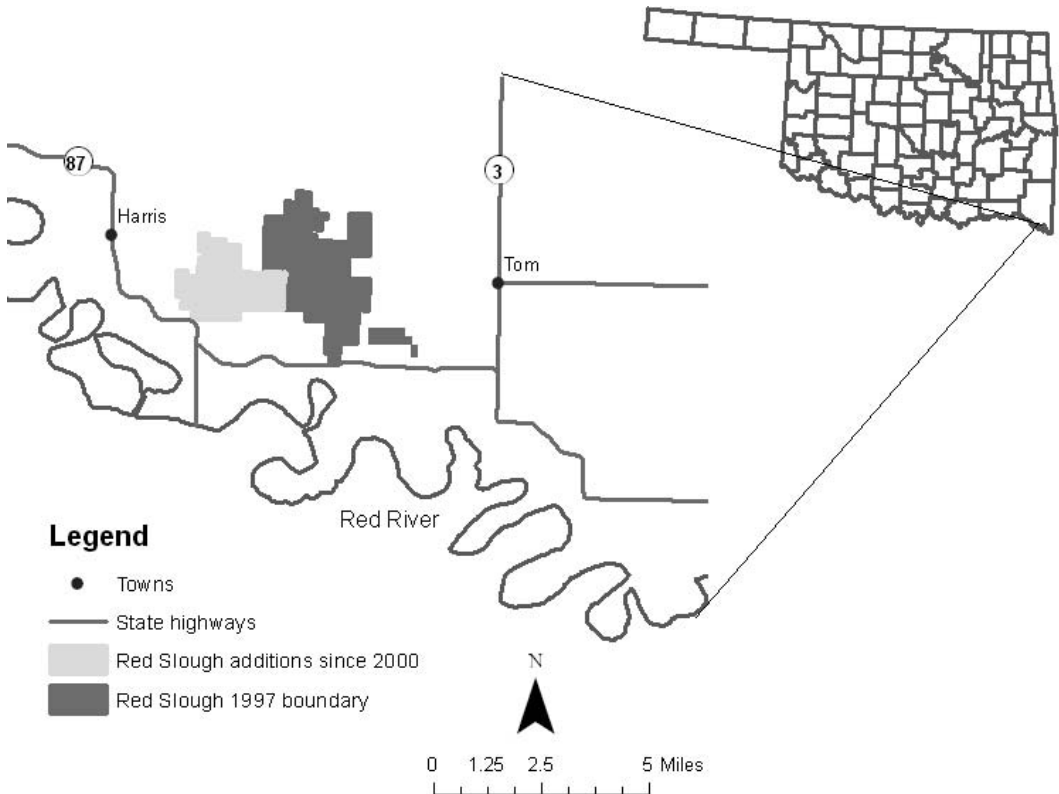 87
3
Harris
Tom
Red River
Legend
Towns
State highways
Red Slough additions since 2000
Red Slough 1997 boundary
N
0 1.25 2.5 5 Miles